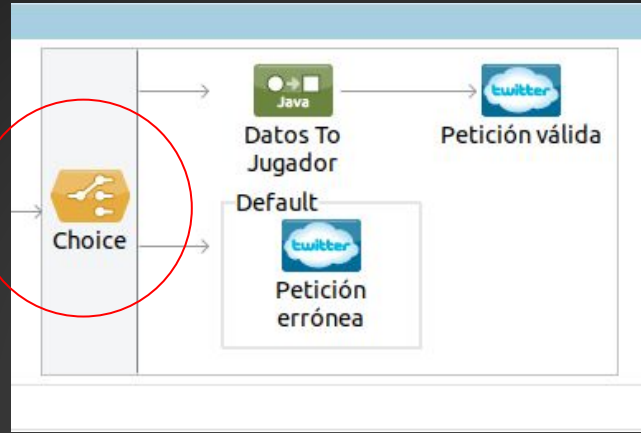 Java
twitter
Datos To
Jugador
Petición válida
Choice
Default
twitter
Petición
errónea